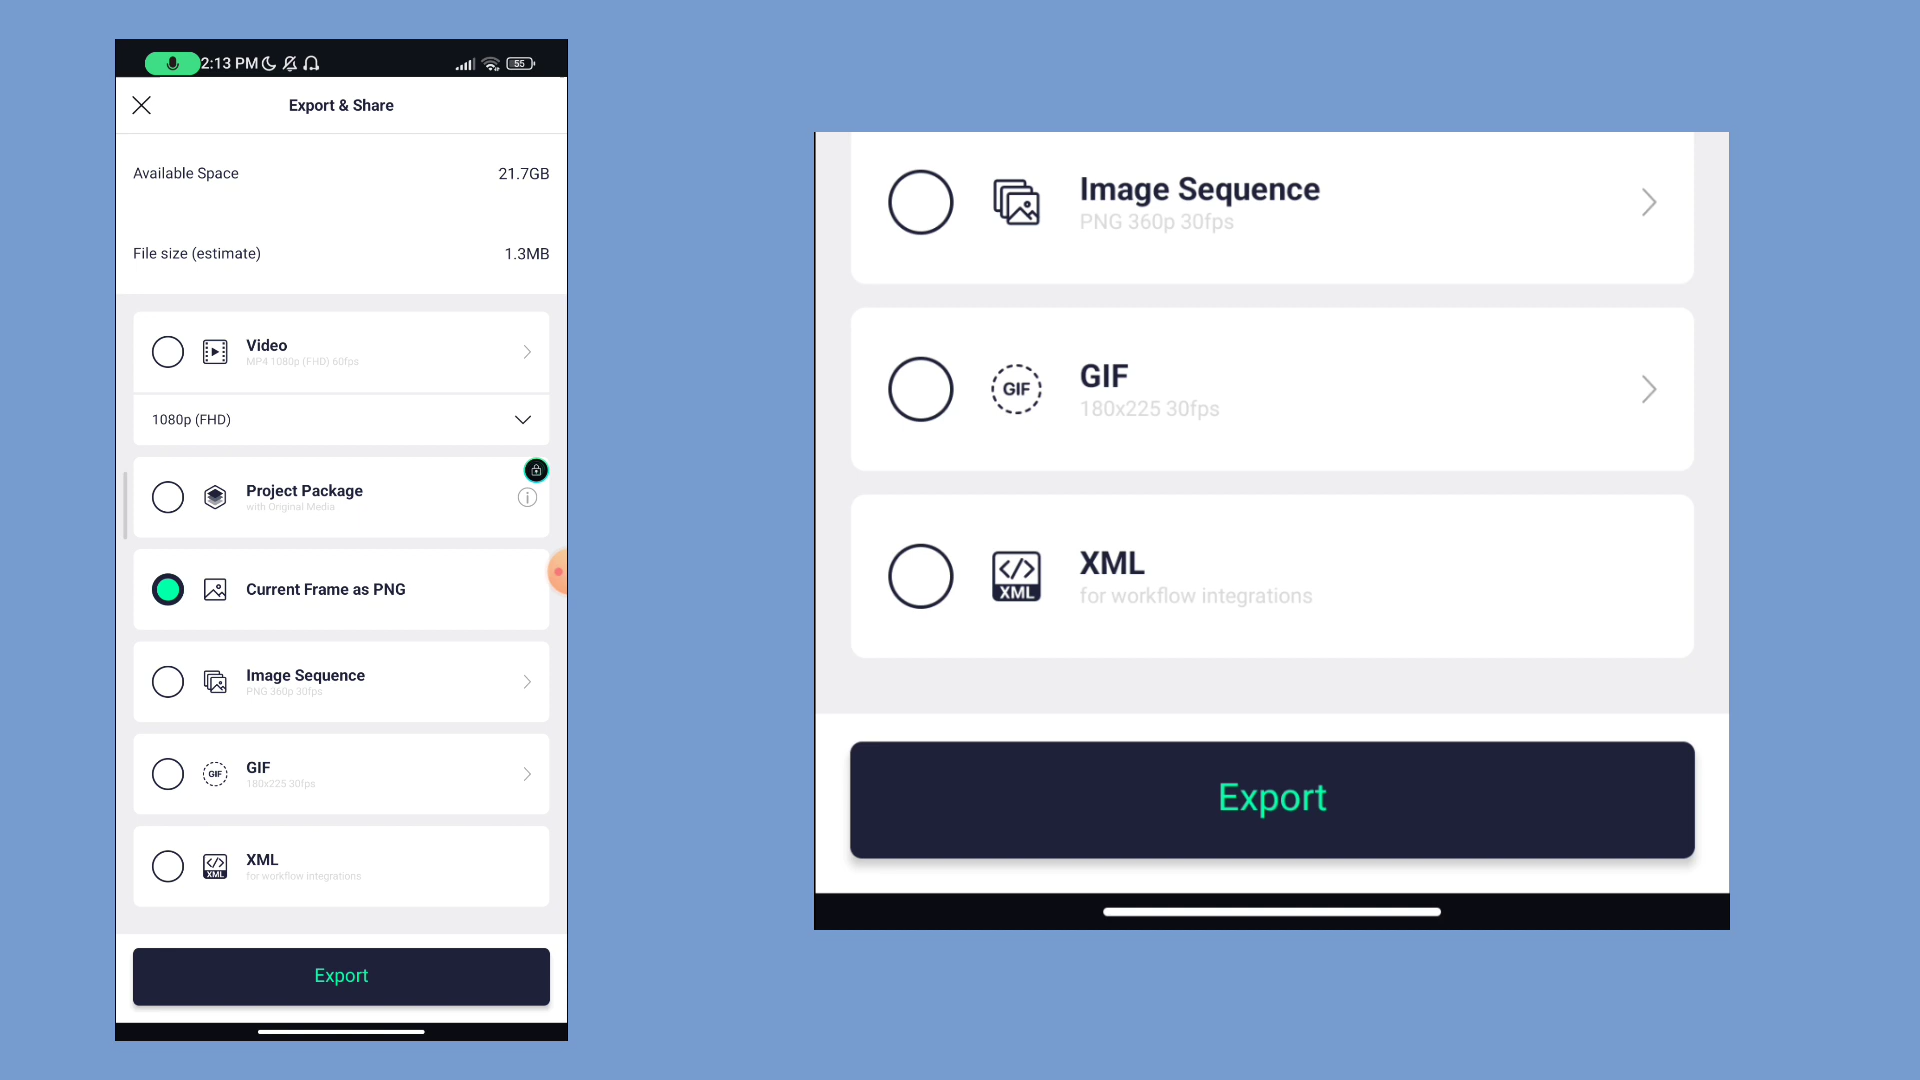 2:13 PM
55
Export & Share
Available Space 21.7GB
File size (estimate) 1.3MB
Video
MP4 1080p (FHD) 60fps
1080p (FHD)
Project Package
with Original Media
Current Frame as PNG
Image Sequence
PNG 360p 30fps
GIF
GIF
180x225 30fps
XML
XML
for workflow integrations
Export
Image Sequence
PNG 360p 30fps
GIF
GIF
180x225 30fps
XML
XML
for workflow integrations
Export